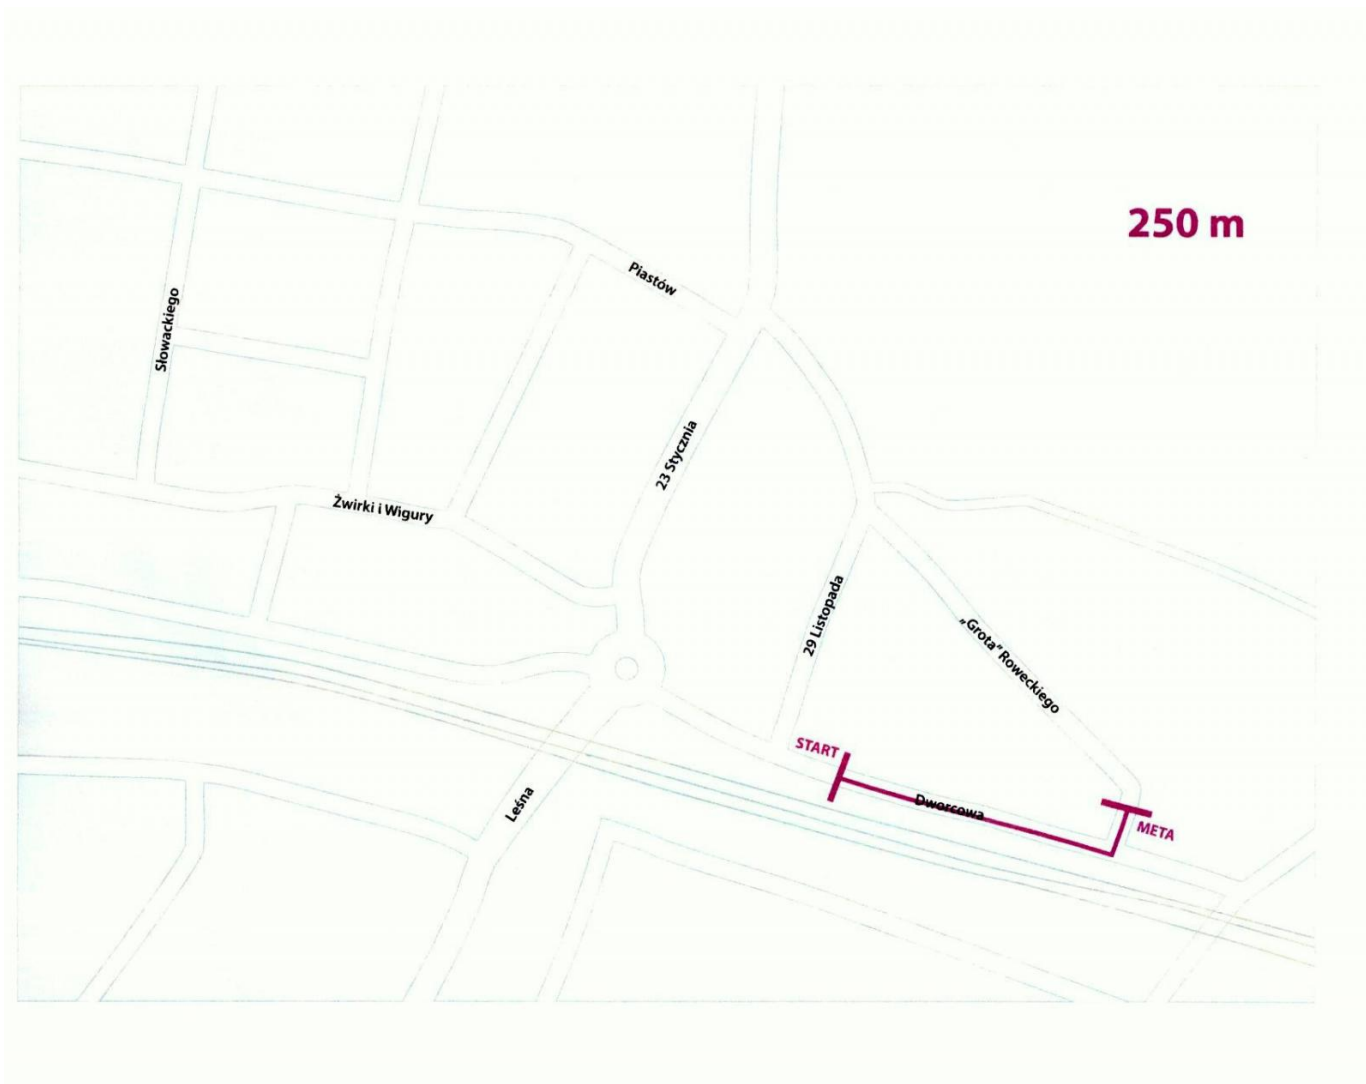 250 m
Piastów
Słowackiego
23 Stycznia
Żwirki i Wigury
29 Listopada
„Grota” Roweckiego
START
Dworcowa
META
Leśna